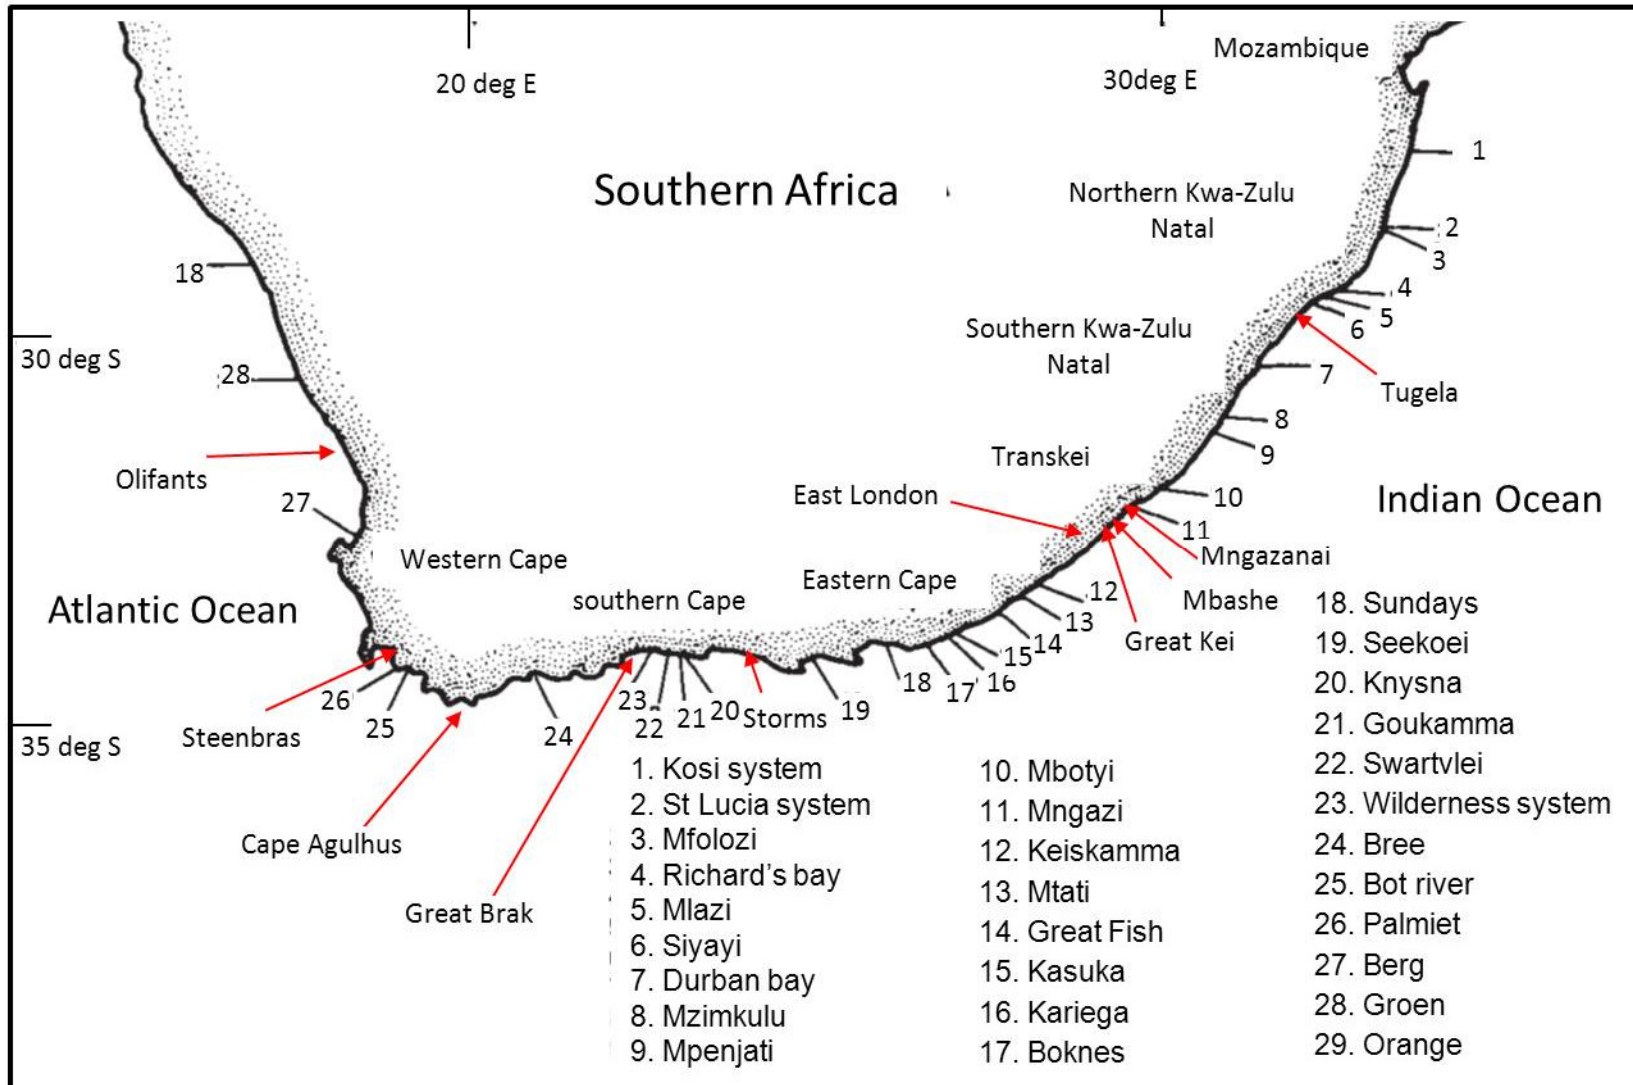 Mozambique
20 deg E
30deg E
1
Southern Africa
Northern Kwa-Zulu
Natal
2
3
18
4
5
6
Southern Kwa-Zulu
Natal
30 deg S
28
7
Tugela
8
9
Transkei
Olifants
East London
10
Indian Ocean
27
11
Mngazanai
Western Cape
Eastern Cape
12
Mbashe
southern Cape
Atlantic Ocean
13
Great Kei
14
15
16
17
18
19
Storms
20
21
22
23
24
25
26
Steenbras
35 deg S
Cape Agulhus
Great Brak
1. Kosi system
2. St Lucia system
3. Mfolozi
4. Richard's bay
5. Mlazi
6. Siyayi
7. Durban bay
8. Mzimkulu
9. Mpenjati
10. Mbotyi
11. Mngazi
12. Keiskamma
13. Mtati
14. Great Fish
15. Kasuka
16. Kariega
17. Boknes
18. Sundays
19. Seekoei
20. Knysna
21. Goukamma
22. Swartvlei
23. Wilderness system
24. Bree
25. Bot river
26. Palmiet
27. Berg
28. Groen
29. Orange